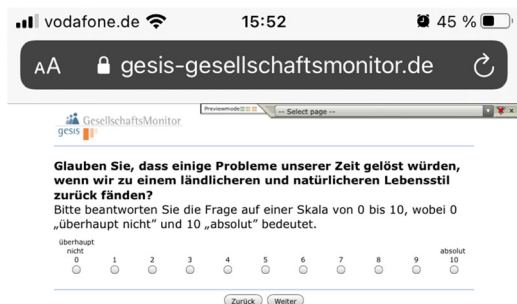 vodafone.de 15:52 45 %
AA gesis-gesellschaftsmonitor.de
Previewmode -- Select page --
GesellschaftsMonitor
gesis
Glauben Sie, dass einige Probleme unserer Zeit gelöst würden,
wenn wir zu einem ländlicheren und natürlicheren Lebensstil
zurück fänden?
Bitte beantworten Sie die Frage auf einer Skala von 0 bis 10, wobei 0
„überhaupt nicht” und 10 „absolut” bedeutet.
überhaupt
nicht absolut
0 1 2 3 4 5 6 7 8 9 10
Zurück Weiter